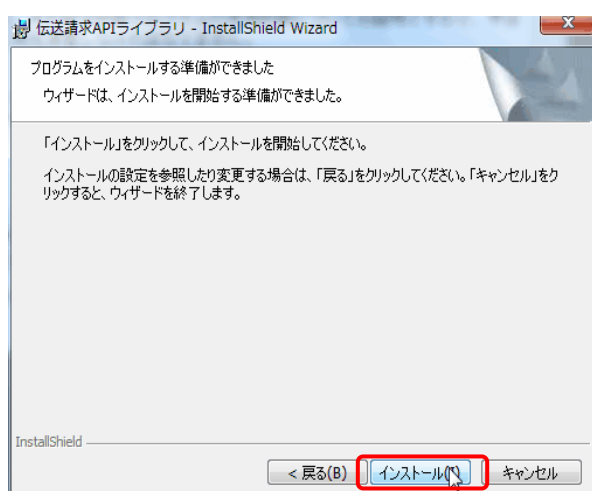 伝送請求APIライブラリ - InstallShield Wizard
プログラムをインストールする準備ができました
ウィザードは、インストールを開始する準備ができました。
「インストール」をクリックして、インストールを開始してください。
インストールの設定を参照したり変更する場合は、「戻る」をクリックしてください。「キャンセル」をク
リックすると、ウィザードを終了します。
InstallShield
< 戻る(B)
インストール
キャンセル